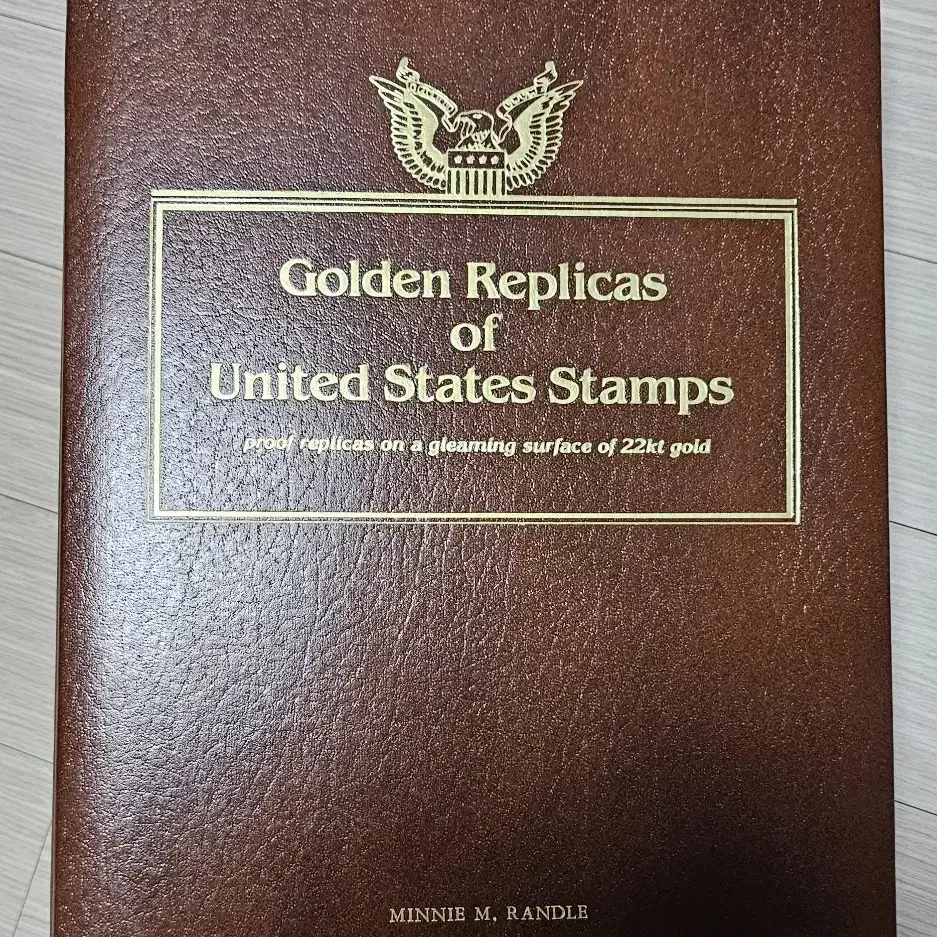 Golden Replicas
of
United States Stamps
proof replicas on a gleaming surface of 22kt gold
MINNIE M. RANDLE